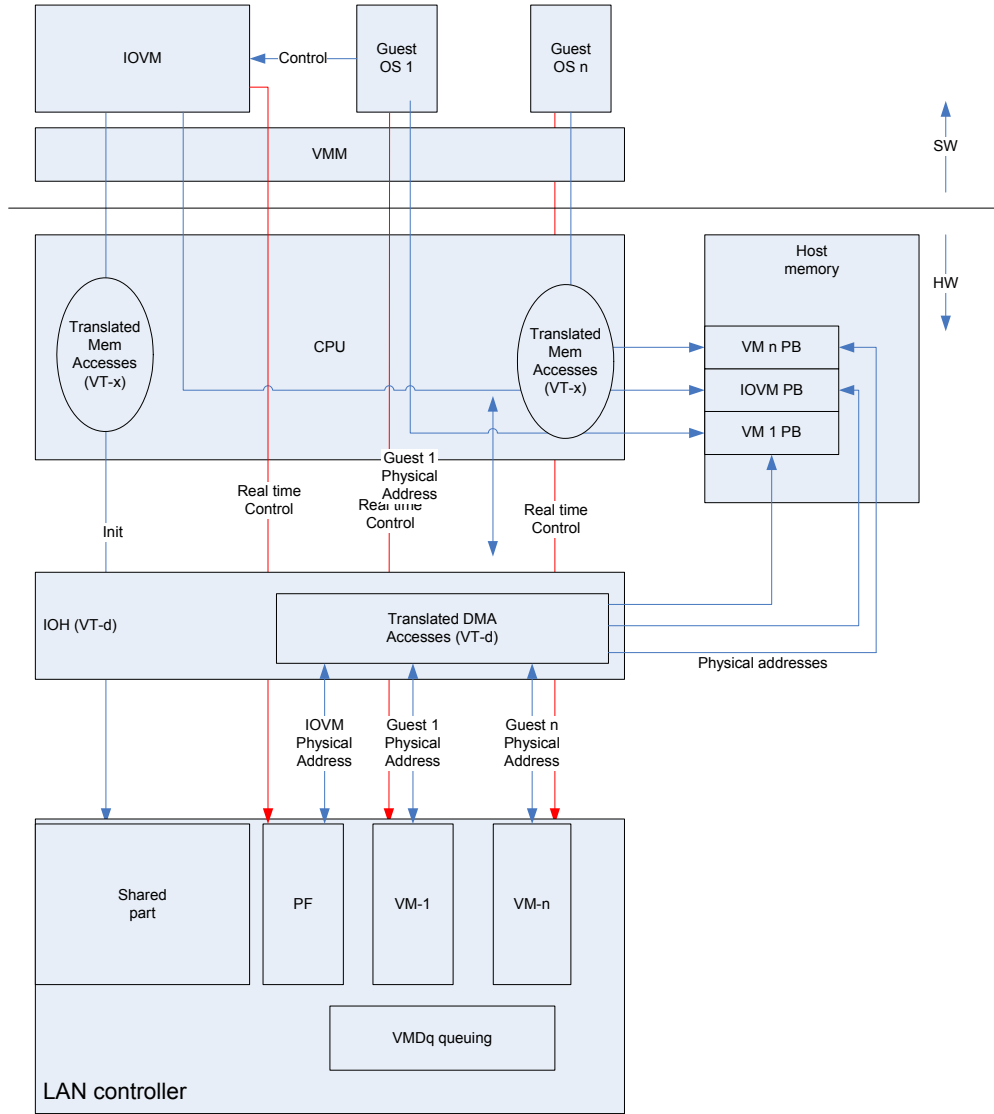 IOVM
Control
Guest
OS 1
Guest
OS n
VMM
SW
HW
Host
memory
Translated
Mem
Accesses
(VT-x)
CPU
Translated
Mem
Accesses
(VT-x)
VM n PB
IOVM PB
VM 1 PB
Guest 1
Physical
Address
Real time
Control
Real time
Control
Real time
Control
Init
IOH (VT-d)
Translated DMA
Accesses (VT-d)
Physical addresses
IOVM
Physical
Address
Guest 1
Physical
Address
Guest n
Physical
Address
Shared
part
PF
VM-1
VM-n
VMDq queuing
LAN controller